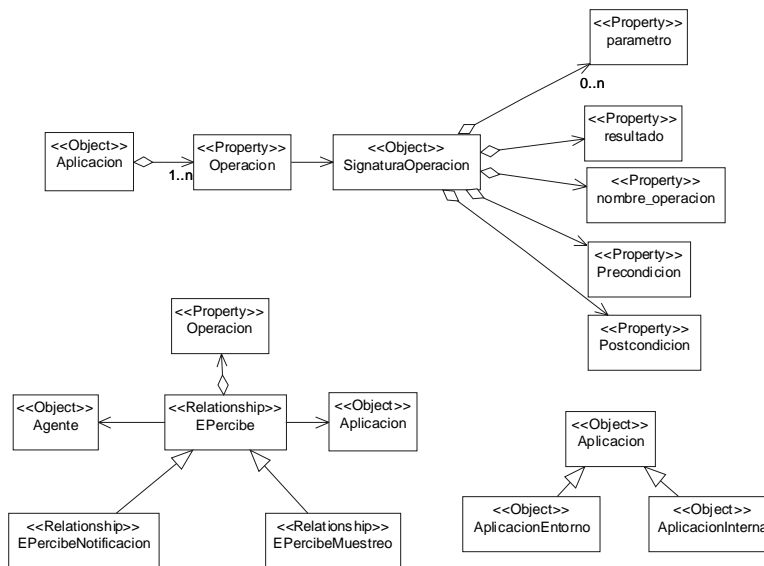 <<Property>>
parametro
0..n
<<Object>>
Aplicacion
1..n
<<Property>>
Operacion
<<Object>>
SignaturaOperacion
<<Property>>
resultado
<<Property>>
nombre_operacion
<<Property>>
Precondicion
<<Property>>
Postcondicion
<<Property>>
Operacion
<<Object>>
Agente
<<Relationship>>
EPercibe
<<Object>>
Aplicacion
<<Relationship>>
EPercibeNotificacion
<<Relationship>>
EPercibeMuestreo
<<Object>>
Aplicacion
<<Object>>
AplicacionEntorno
<<Object>>
AplicacionInterna